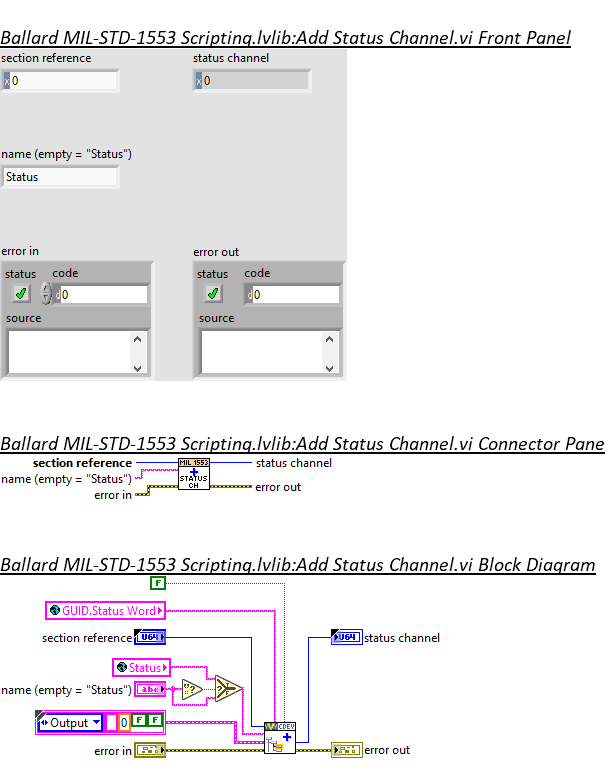 Ballard MIL-STD-1553 Scripting.lvlib:Add Status Channel.vi Front Panel
section reference status channel
x 0 x 0
name (empty = "Status")
Status
error in error out
status code status code
d 0 d 0
source source
Ballard MIL-STD-1553 Scripting.lvlib:Add Status Channel.vi Connector Pane
section reference MIL 1553 status channel
name (empty = "Status") STATUS
error in CH error out
Ballard MIL-STD-1553 Scripting.lvlib:Add Status Channel.vi Block Diagram
F
GUID.Status Word
section reference U64 U64 status channel
Status
name (empty = "Status") abc ? T F
Output 0 F F CDEV
error in error out